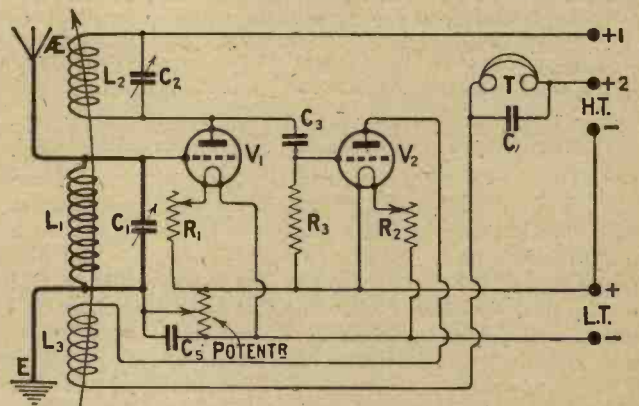 Æ
L₂
C₂
+1
T
+2
H.T.
C,
−
C₃
V₁
V₂
L₁
C₁
R₁
R₃
R₂
+
L.T.
−
L₃
C₅
POTENTR
E